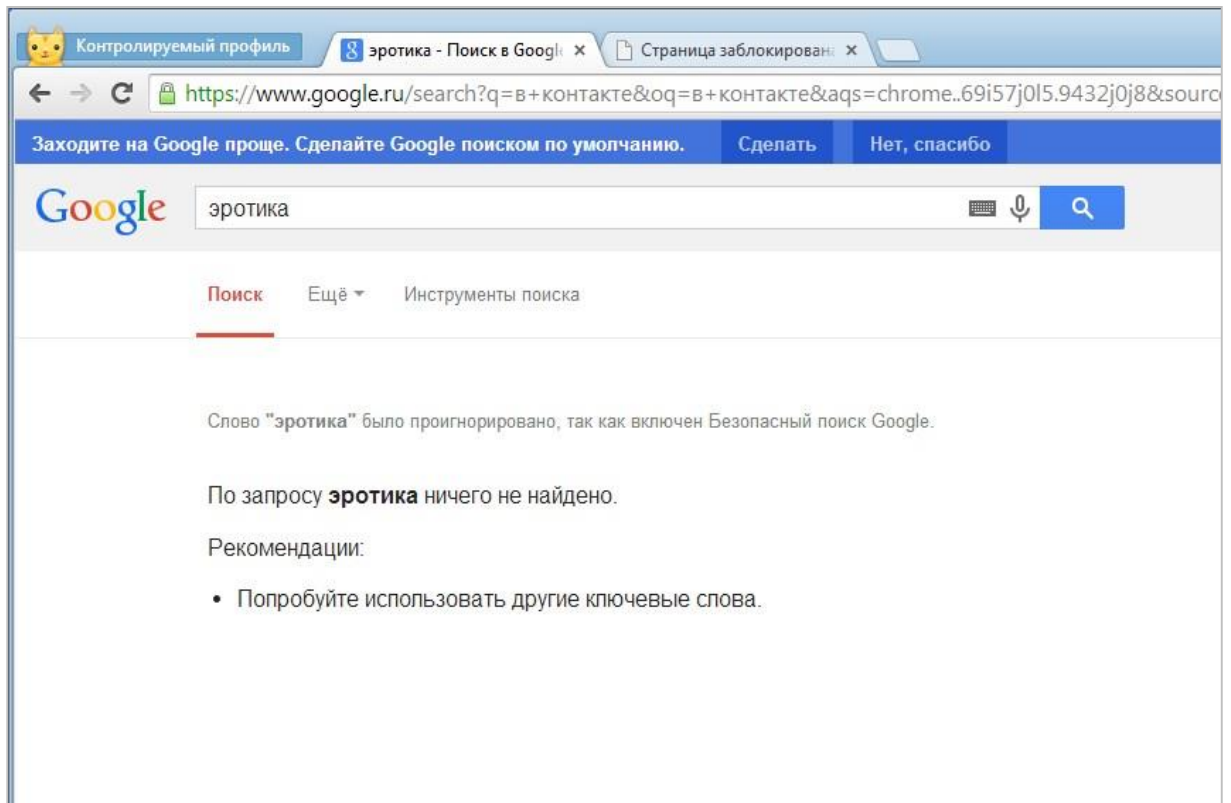 Контролируемый профиль
эротика - Поиск в Googl
Страница заблокирован
https://www.google.ru/search?q=в+контакте&oq=в+контакте&aqs=chrome..69i57j0l5.9432j0j8&sourc
Заходите на Google проще. Сделайте Google поиском по умолчанию. Сделать Нет, спасибо
Google эротика
Поиск Ещё Инструменты поиска
Слово "эротика" было проигнорировано, так как включен Безопасный поиск Google.
По запросу эротика ничего не найдено.
Рекомендации:
• Попробуйте использовать другие ключевые слова.